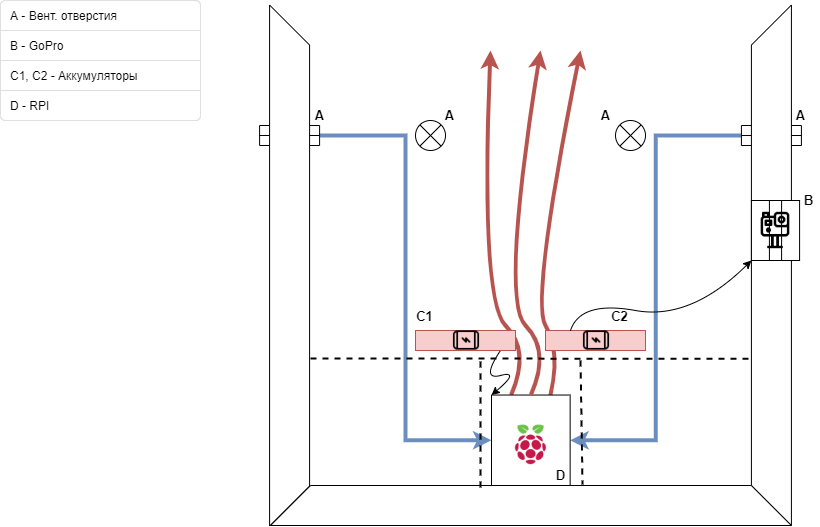 A - Вент. отверстия
B - GoPro
C1, C2 - Аккумуляторы
D - RPI
A
A
A
A
B
C1
C2
D